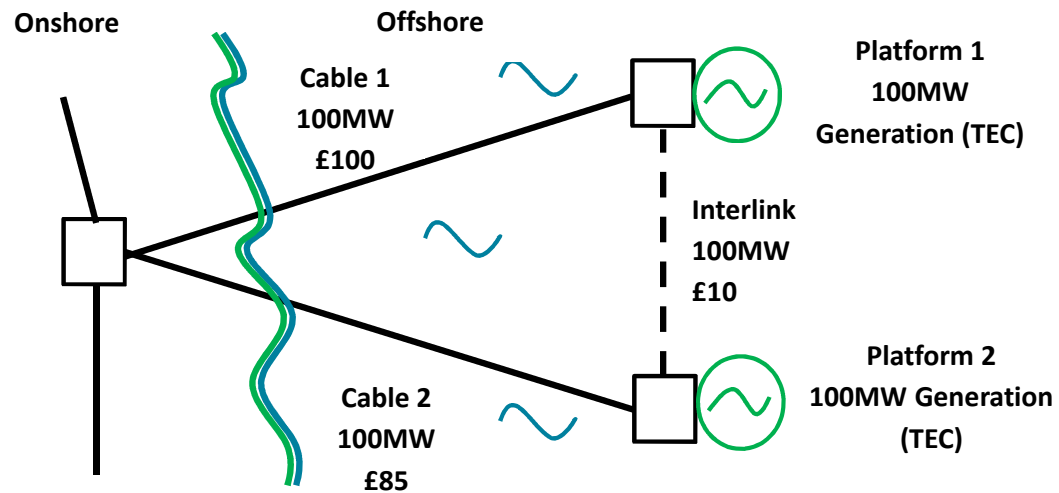 Onshore
Offshore
Cable 1
100MW
£100
Platform 1
100MW
Generation (TEC)
Interlink
100MW
£10
Cable 2
100MW
£85
Platform 2
100MW Generation
(TEC)